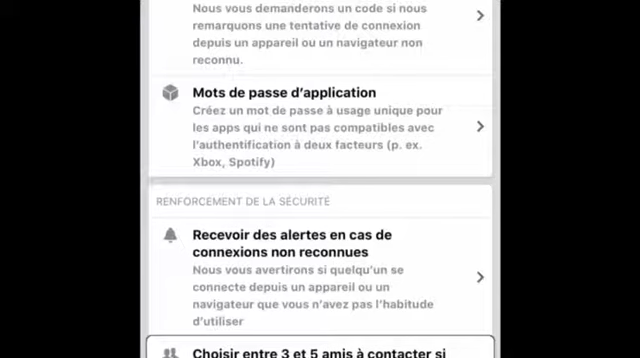 Nous vous demanderons un code si nous
remarquons une tentative de connexion
depuis un appareil ou un navigateur non
reconnu.
Mots de passe d'application
Créez un mot de passe à usage unique pour
les apps qui ne sont pas compatibles avec
l'authentification à deux facteurs (p. ex.
Xbox, Spotify)
RENFORCEMENT DE LA SÉCURITÉ
Recevoir des alertes en cas de
connexions non reconnues
Nous vous avertirons si quelqu'un se
connecte depuis un appareil ou un
navigateur que vous n'avez pas l'habitude
d'utiliser
Choisir entre 3 et 5 amis à contacter si